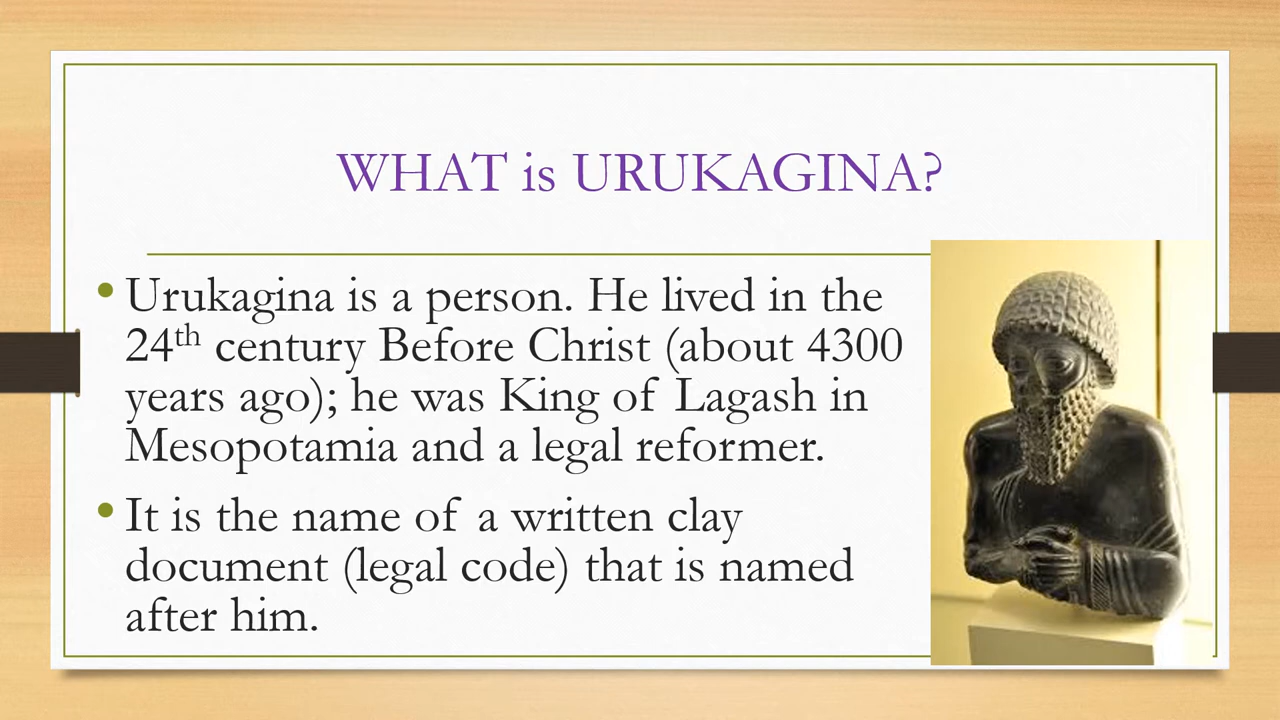 WHAT is URUKAGINA?
• Urukagina is a person. He lived in the
24th century Before Christ (about 4300
years ago); he was King of Lagash in
Mesopotamia and a legal reformer.
• It is the name of a written clay
document (legal code) that is named
after him.